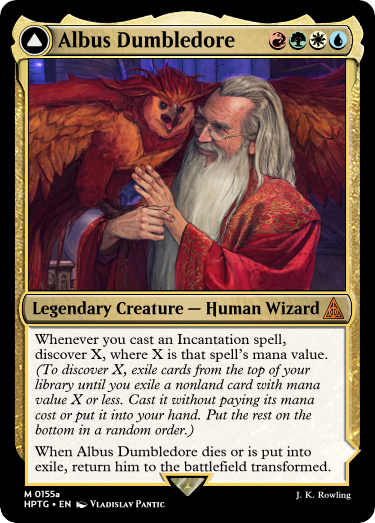 Albus Dumbledore
Legendary Creature — Human Wizard
Whenever you cast an Incantation spell,
discover X, where X is that spell's mana value.
(To discover X, exile cards from the top of your
library until you exile a nonland card with mana
value X or less. Cast it without paying its mana
cost or put it into your hand. Put the rest on the
bottom in a random order.)
When Albus Dumbledore dies or is put into
exile, return him to the battlefield transformed.
M 0155a
HPTG • EN Vladislav Pantic
J. K. Rowling